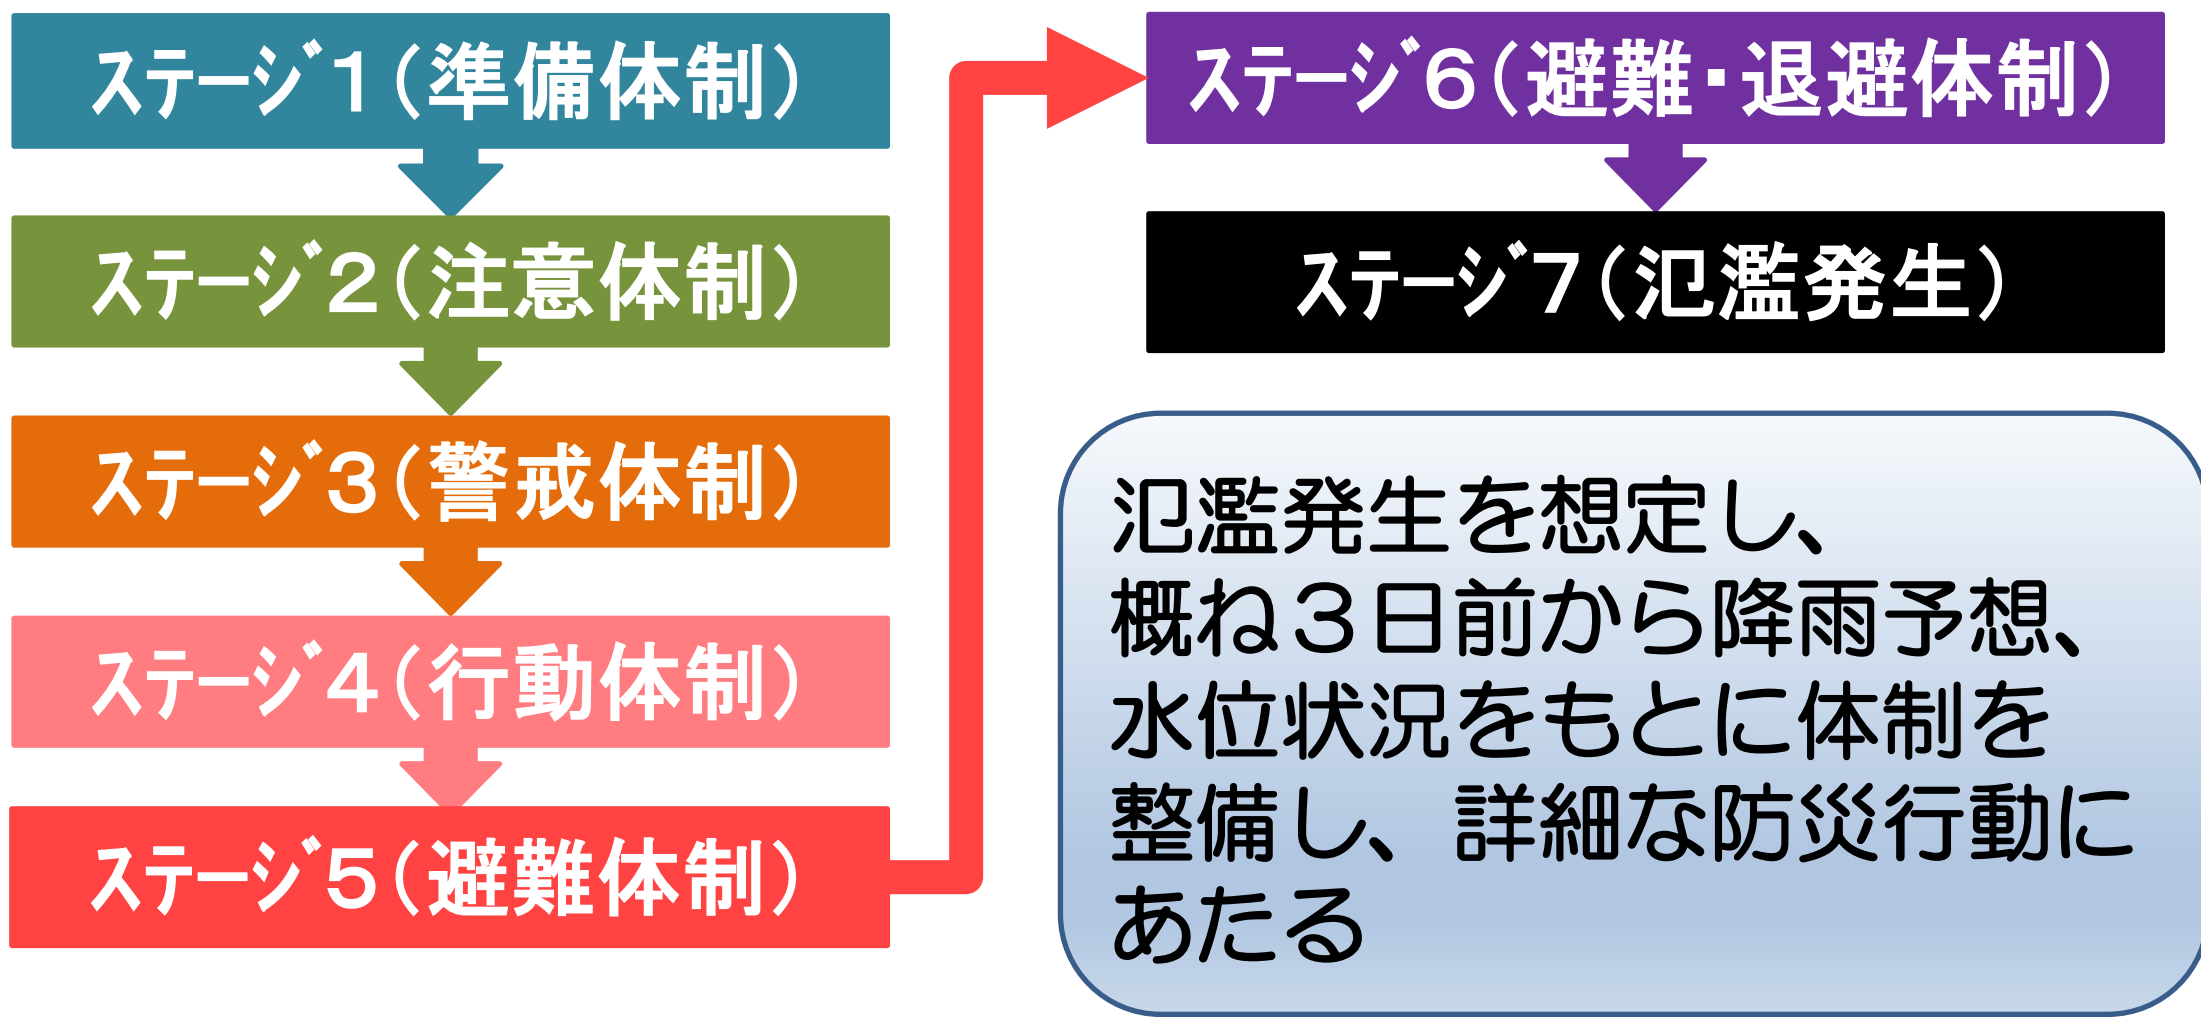 ステージ１（準備体制）
ステージ２（注意体制）
ステージ３（警戒体制）
ステージ４（行動体制）
ステージ５（避難体制）
ステージ６（避難・退避体制）
ステージ７（氾濫発生）
氾濫発生を想定し、
概ね３日前から降雨予想、
水位状況をもとに体制を
整備し、詳細な防災行動に
あたる